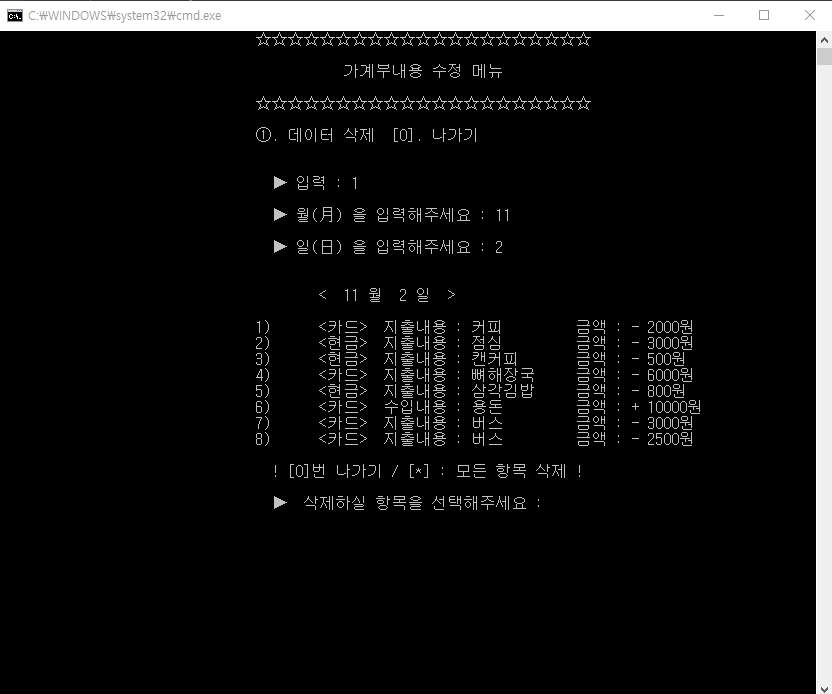 C:₩WINDOWS₩system32₩cmd.exe
☆☆☆☆☆☆☆☆☆☆☆☆☆☆☆☆☆☆☆☆☆
가계부내용 수정 메뉴
☆☆☆☆☆☆☆☆☆☆☆☆☆☆☆☆☆☆☆☆☆
①. 데이터 삭제 [0]. 나가기
▶ 입력 : 1
▶ 월(月) 을 입력해주세요 : 11
▶ 일(日) 을 입력해주세요 : 2
< 11 월 2 일 >
1) <카드> 지출내용 : 커피 금액 : - 2000원
2) <현금> 지출내용 : 점심 금액 : - 3000원
3) <현금> 지출내용 : 캔커피 금액 : - 500원
4) <카드> 지출내용 : 뼈해장국 금액 : - 6000원
5) <현금> 지출내용 : 삼각김밥 금액 : - 800원
6) <카드> 수입내용 : 용돈 금액 : + 10000원
7) <카드> 지출내용 : 버스 금액 : - 3000원
8) <카드> 지출내용 : 버스 금액 : - 2500원
! [0]번 나가기 / [*] : 모든 항목 삭제 !
▶ 삭제하실 항목을 선택해주세요 :